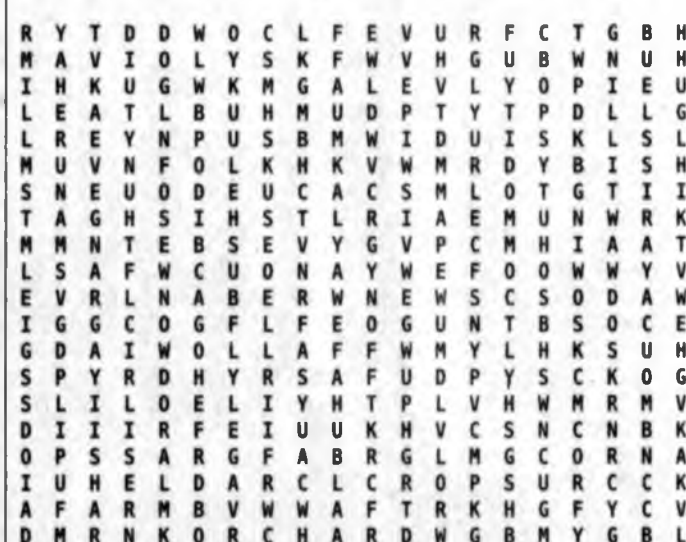 R Y T D D W O C L F E V U R F C T G B H
M A V I O L Y S K F W V H G U B W N U H
I H K U G W K M G A L E V L Y O P I E U
L E A T L B U H M U D P T Y T P D L L G
L R E Y N P U S B M W I D U I S K L S L
M U V N F O L K H K V W M R D Y B I S H
S N E U O D E U C A C S M L O T G T I I
T A G H S I H S T L R I A E M U N W R K
M M N T E B S E V Y G V P C M H I A A T
L S A F W C U O N A Y W E F O O W W Y V
E V R L N A B E R W N E W S C S O D A W
I G G C O G F L F E O G U N T B S O C E
G D A I W O L L A F F W M Y L H K S U H
S P Y R D H Y R S A F U D P Y S C K O G
S L I L O E L I Y H T P L V H W M R M V
D I I I R F E I U U K H V C S N C N B K
O P S S A R G F A B R G L M G C O R N A
I U H E L D A R C L C R O P S U R C C K
A F A R M B V W W A F T R K H G F Y C V
D M R N K O R C H A R D W G B M Y G B L